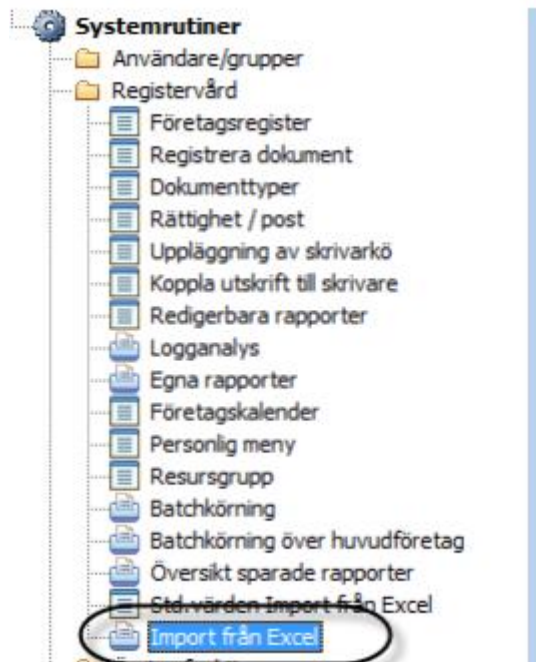 Systemrutiner
Användare/grupper
Registervård
Företagsregister
Registrera dokument
Dokumenttyper
Rättighet / post
Uppläggning av skrivarkö
Koppla utskrift till skrivare
Redigerbara rapporter
Logganalys
Egna rapporter
Företagskalender
Personlig meny
Resursgrupp
Batchkörning
Batchkörning över huvudföretag
Översikt sparade rapporter
Std.värden Import från Excel
Import från Excel